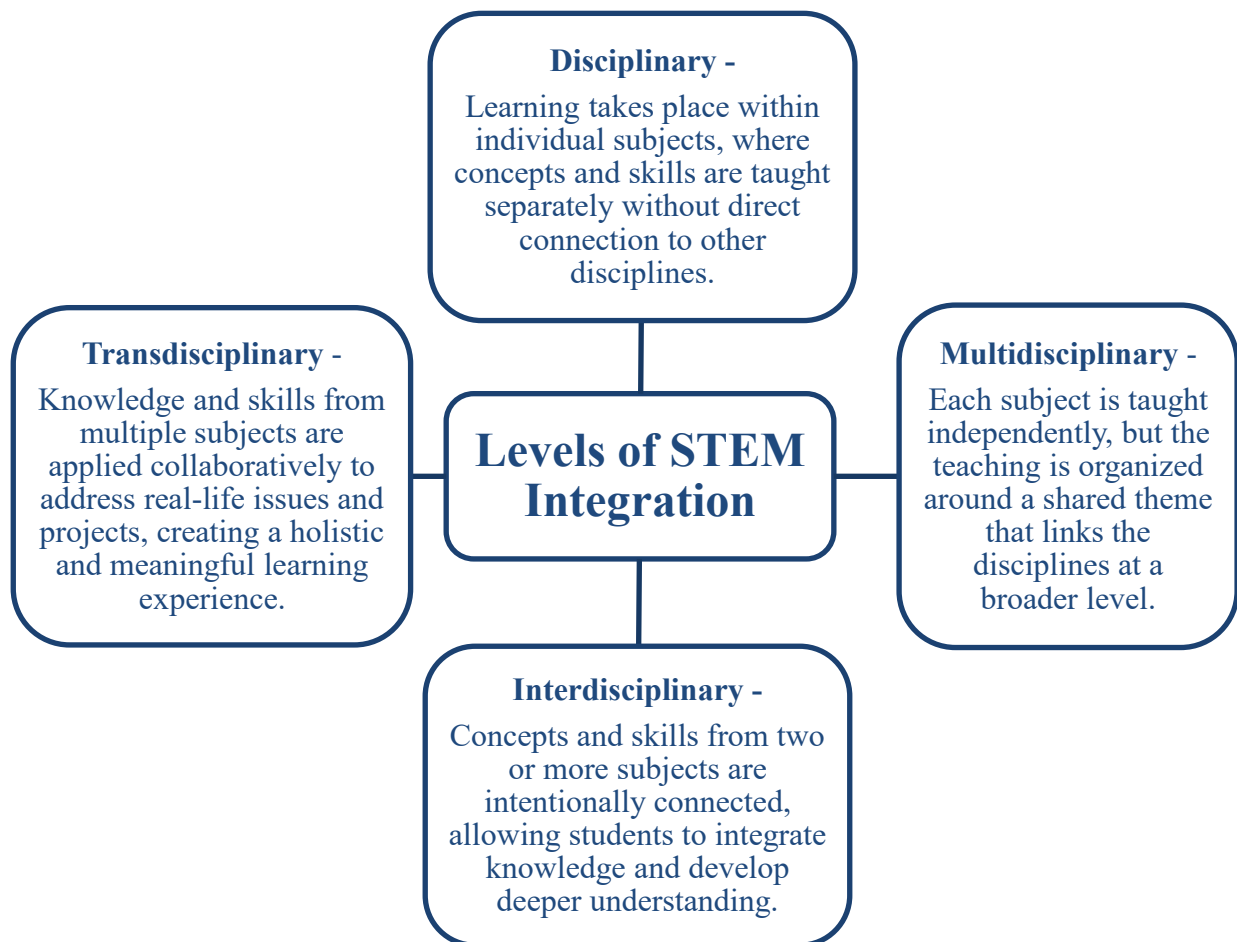 Disciplinary -
Learning takes place within
individual subjects, where
concepts and skills are taught
separately without direct
connection to other
disciplines.
Transdisciplinary -
Knowledge and skills from
multiple subjects are
applied collaboratively to
address real-life issues and
projects, creating a holistic
and meaningful learning
experience.
Levels of STEM
Integration
Multidisciplinary -
Each subject is taught
independently, but the
teaching is organized
around a shared theme
that links the
disciplines at a
broader level.
Interdisciplinary -
Concepts and skills from two
or more subjects are
intentionally connected,
allowing students to integrate
knowledge and develop
deeper understanding.